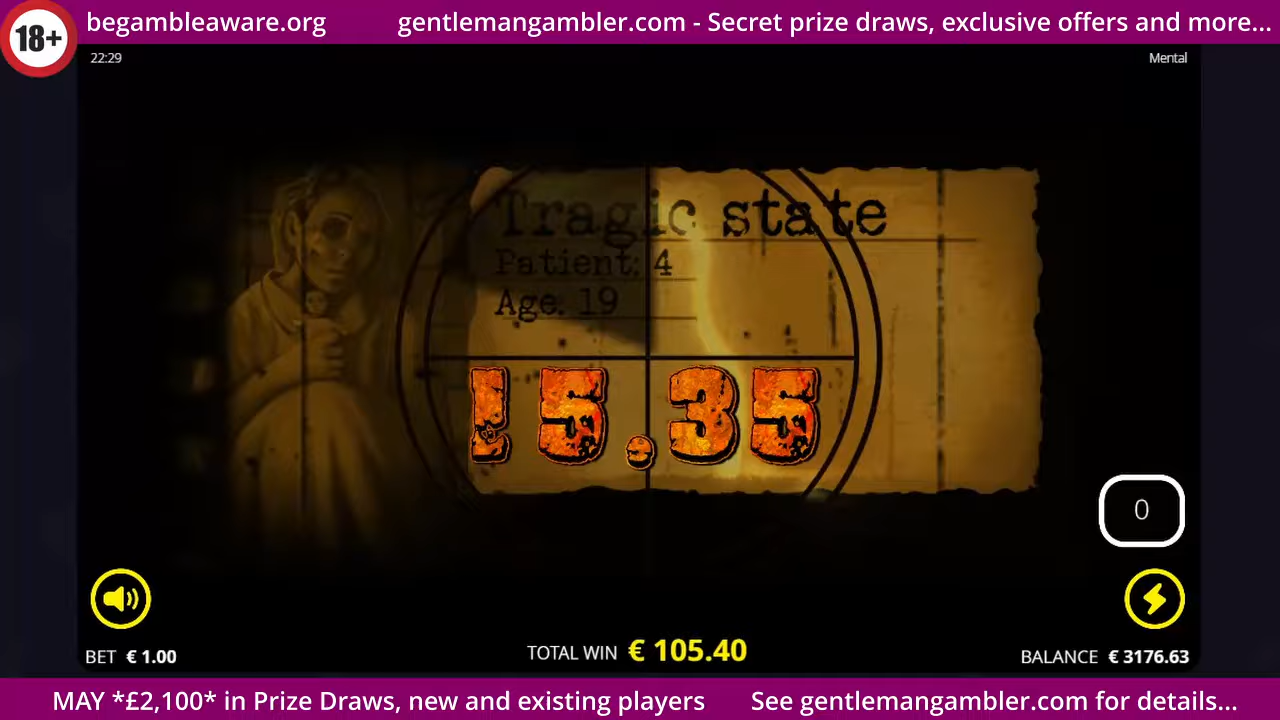 18+
begambleaware.org
gentlemangambler.com - Secret prize draws, exclusive offers and more...
22:29
Mental
Tragic state
Patient: 4
Age: 19
15.35
0
BET € 1.00
TOTAL WIN € 105.40
BALANCE € 3176.63
MAY *£2,100* in Prize Draws, new and existing players
See gentlemangambler.com for details...